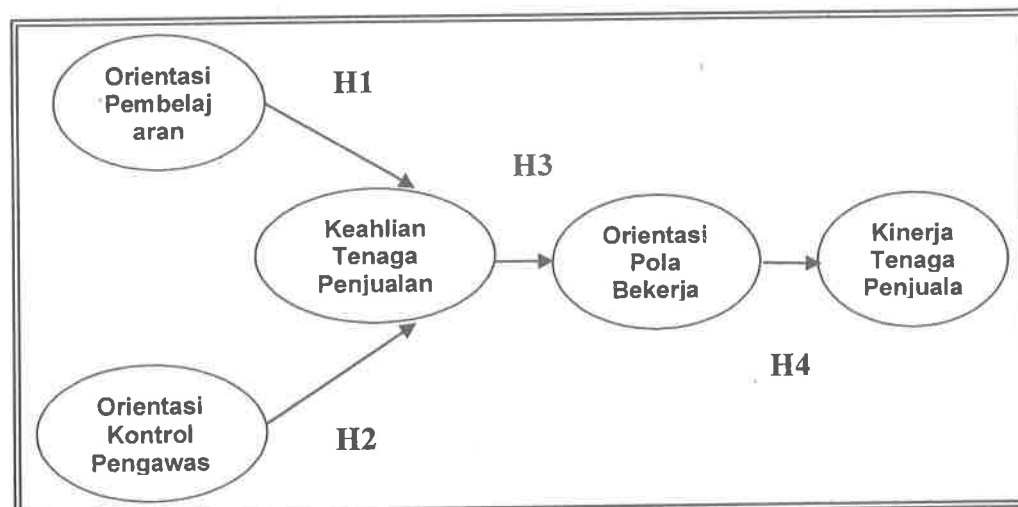 Orientasi
Pembelaj
aran
H1
H3
Keahlian
Tenaga
Penjualan
Orientasi
Pola
Bekerja
Kinerja
Tenaga
Penjuala
H4
Orientasi
Kontrol
Pengawas
H2